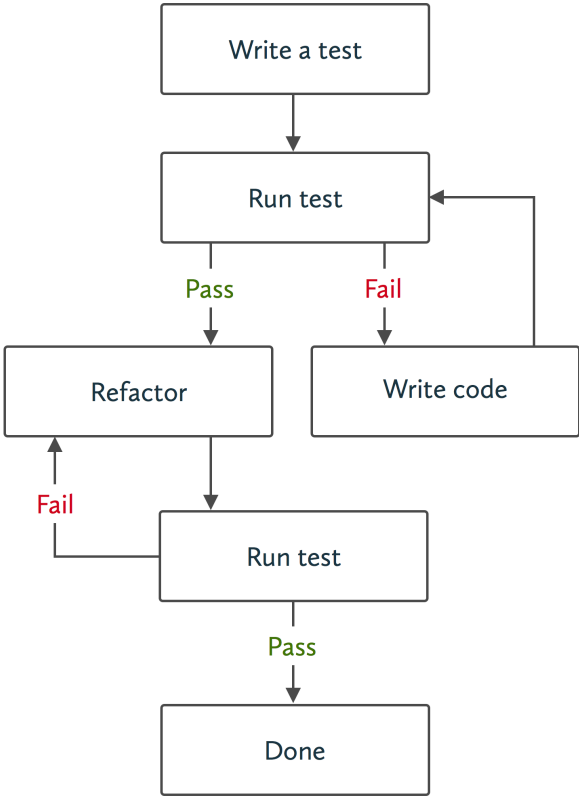 Write a test
Run test
Pass
Fail
Refactor
Write code
Fail
Run test
Pass
Done